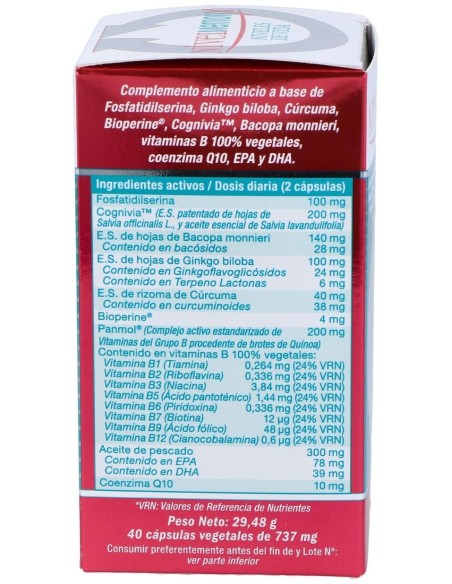 Complemento alimenticio a base de
Fosfatidilserina, Ginkgo biloba, Cúrcuma,
Bioperine®, Cognivia™, Bacopa monnieri,
vitaminas B 100% vegetales,
coenzima Q10, EPA y DHA.
Ingredientes activos / Dosis diaria (2 cápsulas)
Fosfatidilserina 100 mg
Cognivia™ (E.S. patentado de hojas de 200 mg
Salvia officinalis L., y aceite esencial de Salvia lavandulifolia)
E.S. de hojas de Bacopa monnieri 140 mg
Contenido en bacósidos 28 mg
E.S. de hojas de Ginkgo biloba 100 mg
Contenido en Ginkgoflavoglicósidos 24 mg
Contenido en Terpeno Lactonas 6 mg
E.S. de rizoma de Cúrcuma 40 mg
Contenido en curcuminoides 38 mg
Bioperine® 4 mg
Panmol® (Complejo activo estandarizado de 200 mg
Vitaminas del Grupo B procedente de brotes de Quinoa)
Contenido en vitaminas B 100% vegetales:
Vitamina B1 (Tiamina) 0,264 mg (24% VRN)
Vitamina B2 (Riboflavina) 0,336 mg (24% VRN)
Vitamina B3 (Niacina) 3,84 mg (24% VRN)
Vitamina B5 (Ácido pantoténico) 1,44 mg (24% VRN)
Vitamina B6 (Piridoxina) 0,336 mg (24% VRN)
Vitamina B7 (Biotina) 12 µg (24% VRN)
Vitamina B9 (Ácido fólico) 48 µg (24% VRN)
Vitamina B12 (Cianocobalamina) 0,6 µg (24% VRN)
Aceite de pescado 300 mg
Contenido en EPA 78 mg
Contenido en DHA 39 mg
Coenzima Q10 10 mg
*VRN: Valores de Referencia de Nutrientes
Peso Neto: 29,48 g
40 cápsulas vegetales de 737 mg
Consumir preferentemente antes del fin de y Lote Nº:
ver parte inferior